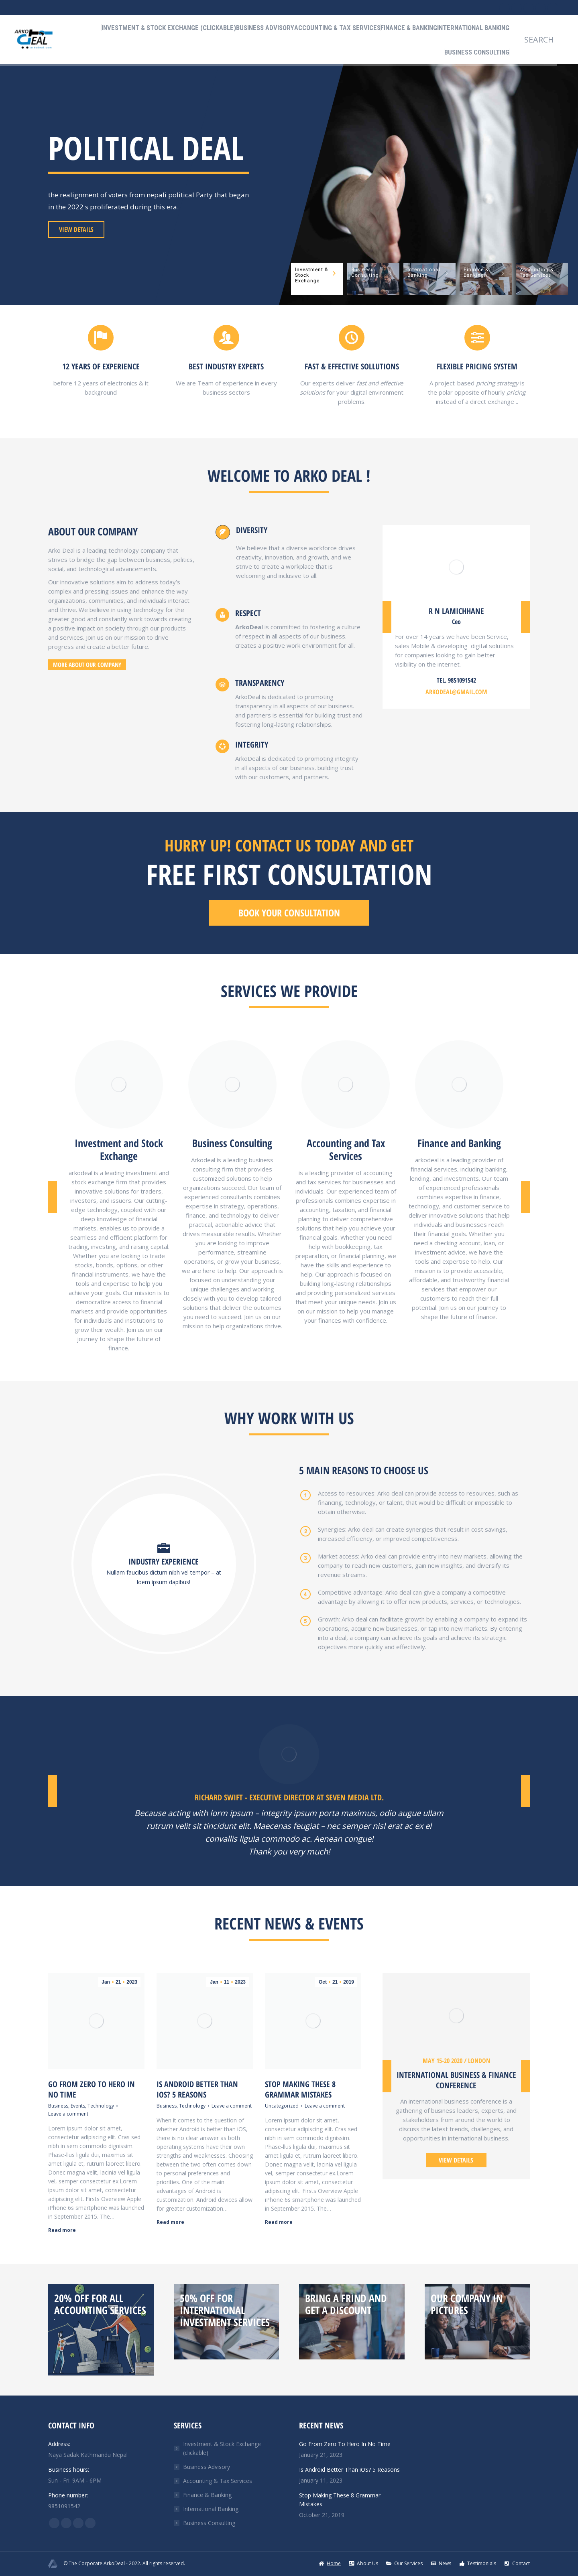 ARKO
DEAL
INVESTMENT & STOCK EXCHANGE (CLICKABLE)
BUSINESS ADVISORY
ACCOUNTING & TAX SERVICES
FINANCE & BANKING
INTERNATIONAL BANKING
BUSINESS CONSULTING
SEARCH
POLITICAL DEAL
the realignment of voters from nepali political Party that began
in the 2022 s proliferated during this era.
VIEW DETAILS
Investment &
Stock
Exchange
Business
Consulting
International
Banking
Finance &
Banking
Accounting &
Tax Services
12 YEARS OF EXPERIENCE
before 12 years of electronics & it
background
BEST INDUSTRY EXPERTS
We are Team of experience in every
business sectors
FAST & EFFECTIVE SOLLUTIONS
Our experts deliver fast and effective
solutions for your digital environment
problems.
FLEXIBLE PRICING SYSTEM
A project-based pricing strategy is
the polar opposite of hourly pricing:
instead of a direct exchange ..
WELCOME TO ARKO DEAL !
ABOUT OUR COMPANY
Arko Deal is a leading technology company that
strives to bridge the gap between business, politics,
social, and technological advancements.
Our innovative solutions aim to address today's
complex and pressing issues and enhance the way
organizations, communities, and individuals interact
and thrive. We believe in using technology for the
greater good and constantly work towards creating
a positive impact on society through our products
and services. Join us on our mission to drive
progress and create a better future.
MORE ABOUT OUR COMPANY
DIVERSITY
We believe that a diverse workforce drives
creativity, innovation, and growth, and we
strive to create a workplace that is
welcoming and inclusive to all.
RESPECT
ArkoDeal is committed to fostering a culture
of respect in all aspects of our business.
creates a positive work environment for all.
TRANSPARENCY
ArkoDeal is dedicated to promoting
transparency in all aspects of our business.
and partners is essential for building trust and
fostering long-lasting relationships.
INTEGRITY
ArkoDeal is dedicated to promoting integrity
in all aspects of our business. building trust
with our customers, and partners.
R N LAMICHHANE
Ceo
For over 14 years we have been Service,
sales Mobile & developing digital solutions
for companies looking to gain better
visibility on the internet.
TEL. 9851091542
ARKODEAL@GMAIL.COM
HURRY UP! CONTACT US TODAY AND GET
FREE FIRST CONSULTATION
BOOK YOUR CONSULTATION
SERVICES WE PROVIDE
Investment and Stock
Exchange
arkodeal is a leading investment and
stock exchange firm that provides
innovative solutions for traders,
investors, and issuers. Our cutting-
edge technology, coupled with our
deep knowledge of financial
markets, enables us to provide a
seamless and efficient platform for
trading, investing, and raising capital.
Whether you are looking to trade
stocks, bonds, options, or other
financial instruments, we have the
tools and expertise to help you
achieve your goals. Our mission is to
democratize access to financial
markets and provide opportunities
for individuals and institutions to
grow their wealth. Join us on our
journey to shape the future of
finance.
Business Consulting
Arkodeal is a leading business
consulting firm that provides
customized solutions to help
organizations succeed. Our team of
experienced consultants combines
expertise in strategy, operations,
finance, and technology to deliver
practical, actionable advice that
drives measurable results. Whether
you are looking to improve
performance, streamline
operations, or grow your business,
we are here to help. Our approach is
focused on understanding your
unique challenges and working
closely with you to develop tailored
solutions that deliver the outcomes
you need to succeed. Join us on our
mission to help organizations thrive.
Accounting and Tax
Services
is a leading provider of accounting
and tax services for businesses and
individuals. Our experienced team of
professionals combines expertise in
accounting, taxation, and financial
planning to deliver comprehensive
solutions that help you achieve your
financial goals. Whether you need
help with bookkeeping, tax
preparation, or financial planning, we
have the skills and experience to
help. Our approach is focused on
building long-lasting relationships
and providing personalized services
that meet your unique needs. Join us
on our mission to help you manage
your finances with confidence.
Finance and Banking
arkodeal is a leading provider of
financial services, including banking,
lending, and investments. Our team
of experienced professionals
combines expertise in finance,
technology, and customer service to
deliver innovative solutions that help
individuals and businesses reach
their financial goals. Whether you
need a checking account, loan, or
investment advice, we have the
tools and expertise to help. Our
mission is to provide accessible,
affordable, and trustworthy financial
services that empower our
customers to reach their full
potential. Join us on our journey to
shape the future of finance.
WHY WORK WITH US
INDUSTRY EXPERIENCE
Nullam faucibus dictum nibh vel tempor – at
loem ipsum dapibus!
5 MAIN REASONS TO CHOOSE US
1 Access to resources: Arko deal can provide access to resources, such as
financing, technology, or talent, that would be difficult or impossible to
obtain otherwise.
2 Synergies: Arko deal can create synergies that result in cost savings,
increased efficiency, or improved competitiveness.
3 Market access: Arko deal can provide entry into new markets, allowing the
company to reach new customers, gain new insights, and diversify its
revenue streams.
4 Competitive advantage: Arko deal can give a company a competitive
advantage by allowing it to offer new products, services, or technologies.
5 Growth: Arko deal can facilitate growth by enabling a company to expand its
operations, acquire new businesses, or tap into new markets. By entering
into a deal, a company can achieve its goals and achieve its strategic
objectives more quickly and effectively.
RICHARD SWIFT - EXECUTIVE DIRECTOR AT SEVEN MEDIA LTD.
Because acting with lorm ipsum – integrity ipsum porta maximus, odio augue ullam
rutrum velit sit tincidunt elit. Maecenas feugiat – nec semper nisl erat ac ex el
convallis ligula commodo ac. Aenean congue!
Thank you very much!
RECENT NEWS & EVENTS
Jan - 21 - 2023
GO FROM ZERO TO HERO IN
NO TIME
Business, Events, Technology •
Leave a comment
Lorem ipsum dolor sit amet,
consectetur adipiscing elit. Cras sed
nibh in sem commodo dignissim.
Phase-llus ligula dui, maximus sit
amet ligula et, rutrum laoreet libero.
Donec magna velit, lacinia vel ligula
vel, semper consectetur ex.Lorem
ipsum dolor sit amet, consectetur
adipiscing elit. Firsts Overview Apple
iPhone 6s smartphone was launched
in September 2015. The…
Read more
Jan - 11 - 2023
IS ANDROID BETTER THAN
IOS? 5 REASONS
Business, Technology • Leave a comment
When it comes to the question of
whether Android is better than iOS,
there is no clear answer as both
operating systems have their own
strengths and weaknesses. The choice
between the two often comes down
to personal preferences and
priorities. One of the main
advantages of Android is
customization. Android devices allow
for greater customization…
Read more
Oct - 21 - 2019
STOP MAKING THESE 8
GRAMMAR MISTAKES
Uncategorized • Leave a comment
Lorem ipsum dolor sit amet,
consectetur adipiscing elit. Cras sed
nibh in sem commodo dignissim.
Phase-llus ligula dui, maximus sit
amet ligula et, rutrum laoreet libero.
Donec magna velit, lacinia vel ligula
vel, semper consectetur ex.Lorem
ipsum dolor sit amet, consectetur
adipiscing elit. Firsts Overview Apple
iPhone 6s smartphone was launched
in September 2015. The…
Read more
MAY 15-28 2020 / LONDON
INTERNATIONAL BUSINESS & FINANCE
CONFERENCE
An international business conference is a
gathering of business leaders, experts, and
stakeholders from around the world to
discuss the latest trends, challenges, and
opportunities in international business.
VIEW DETAILS
20% OFF FOR ALL
ACCOUNTING SERVICES
50% OFF FOR
INTERNATIONAL
INVESTMENT SERVICES
BRING A FRIND AND
GET A DISCOUNT
OUR COMPANY IN
PICTURES
CONTACT INFO
Address:
Naya Sadak Kathmandu Nepal
Business hours:
Sun - Fri: 9AM - 6PM
Phone number:
9851091542
SERVICES
Investment & Stock Exchange
(clickable)
Business Advisory
Accounting & Tax Services
Finance & Banking
International Banking
Business Consulting
RECENT NEWS
Go From Zero To Hero In No Time
January 21, 2023
Is Android Better Than iOS? 5 Reasons
January 11, 2023
Stop Making These 8 Grammar
Mistakes
October 21, 2019
© The Corporate ArkoDeal - 2022. All rights reserved.
Home
About Us
Our Services
News
Testimonials
Contact